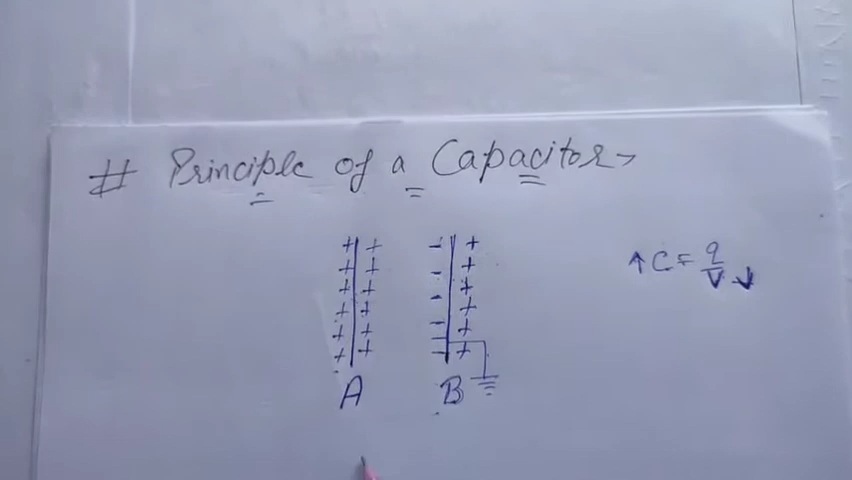 # Principle of a Capacitor →
+ + - +
+ + - +
+ + - +
+ + - +
+ + - +
+ + - +
A B
↑ C = q/V ↓